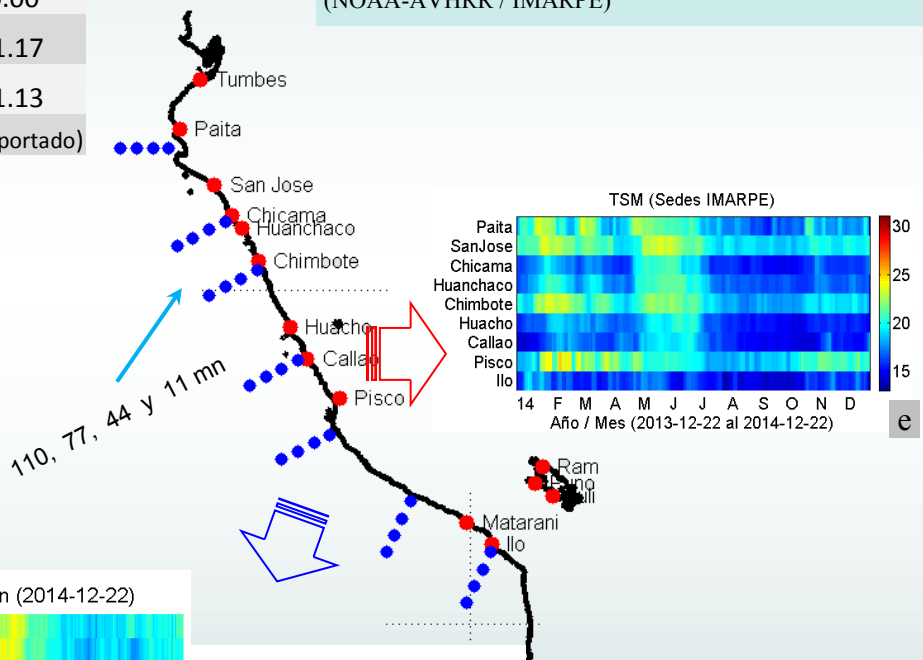 (NOAA-AVHRR / IMARPE)
1.17
1.13
portado)
Tumbes
Paita
San Jose
Chicama
Huanchaco
Chimbote
Huacho
Callao
Pisco
110, 77, 44 y 11 mn
Ram
Matarani
Ilo
TSM (Sedes IMARPE)
Paita
SanJose
Chicama
Huanchaco
Chimbote
Huacho
Callao
Pisco
Ilo
30
25
20
15
14 F M A M J J A S O N D
Año / Mes (2013-12-22 al 2014-12-22)
e
n (2014-12-22)